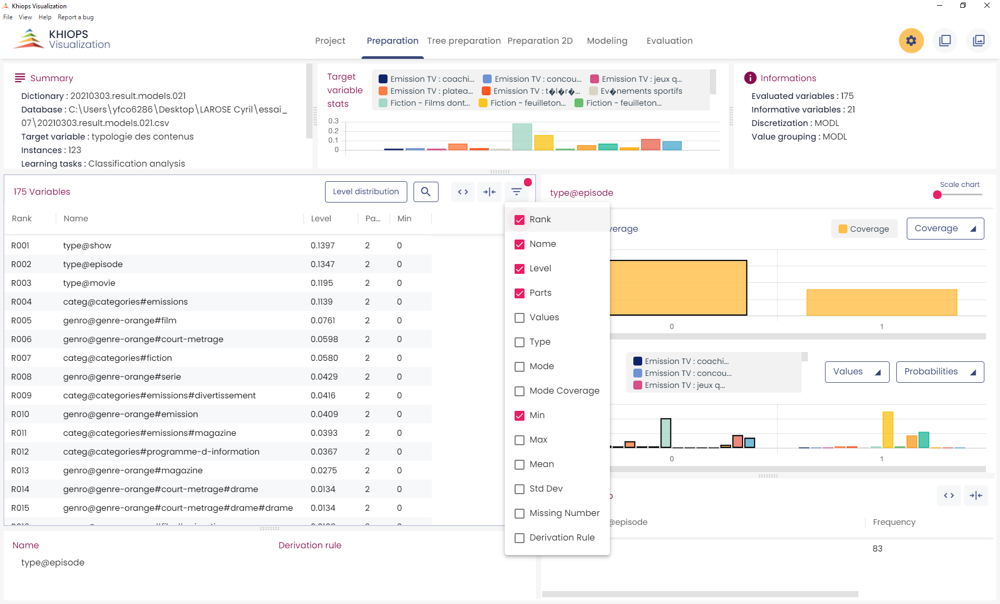 Khiops Visualization
File View Help Report a bug
KHIOPS
Visualization
Project Preparation Tree preparation Preparation 2D Modeling Evaluation
Summary
Dictionary : 20210303.result.models.021
Database : C:\Users\yfco6286\Desktop\LAROSE Cyril\essai_
07\20210303.result.models.021.csv
Target variable : typologie des contenus
Instances : 123
Learning tasks : Classification analysis
Target
variable
stats
Emission TV : coachi... Emission TV : concou... Emission TV : jeux q...
Emission TV : platea... Emission TV : t�l�r�... Ev�nements sportifs
Fiction - Films dont... Fiction - feuilleton... Fiction - feuilleton...
0.3
0.2
0.1
0
Informations
Evaluated variables : 175
Informative variables : 21
Discretization : MODL
Value grouping : MODL
175 Variables
Level distribution
Rank Name Level Pa... Min
R001 type@show 0.1397 2 0
R002 type@episode 0.1347 2 0
R003 type@movie 0.1195 2 0
R004 categ@categories#emissions 0.1139 2 0
R005 genro@genre-orange#film 0.0761 2 0
R006 genro@genre-orange#court-metrage 0.0598 2 0
R007 categ@categories#fiction 0.0580 2 0
R008 genro@genre-orange#serie 0.0429 2 0
R009 categ@categories#emissions#divertissement 0.0416 2 0
R010 genro@genre-orange#emission 0.0409 2 0
R011 categ@categories#emissions#magazine 0.0393 2 0
R012 categ@categories#programme-d-information 0.0367 2 0
R013 genro@genre-orange#magazine 0.0275 2 0
R014 genro@genre-orange#court-metrage#drame 0.0134 2 0
R015 genro@genre-orange#court-metrage#drame#drame 0.0134 2 0
Rank
Name
Level
Parts
Values
Type
Mode
Mode Coverage
Min
Max
Mean
Std Dev
Missing Number
Derivation Rule
type@episode
Scale chart
verage
Coverage
Coverage
0 1
Emission TV : coachi...
Emission TV : concou...
Emission TV : jeux q...
Values
Probabilities
0 1
@episode Frequency
83
Name Derivation rule
type@episode